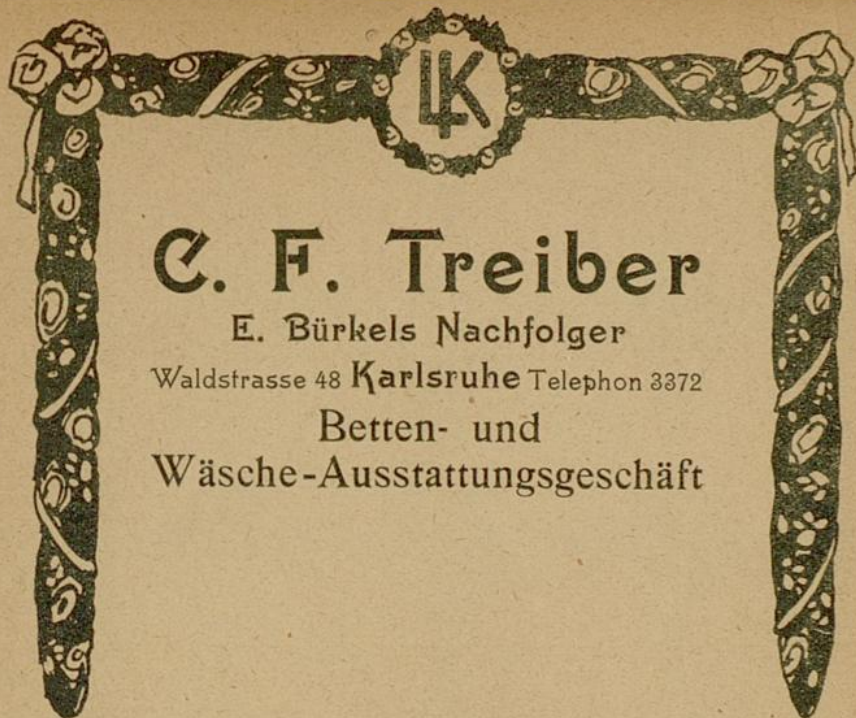 LK
C. F. Treiber
E. Bürkels Nachfolger
Waldstrasse 48 Karlsruhe Telephon 3372
Betten- und
Wäsche-Ausstattungsgeschäft